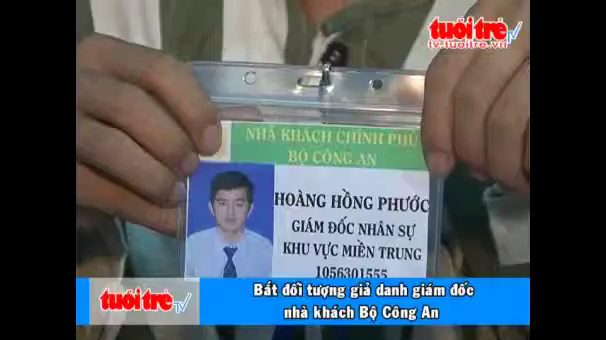 tuổi trẻ TV
tv.tuoitre.vn
NHÀ KHÁCH CHÍNH PHỦ
BỘ CÔNG AN
HOÀNG HỒNG PHƯỚC
GIÁM ĐỐC NHÂN SỰ
KHU VỰC MIỀN TRUNG
1056301555
tuổi trẻ TV
Bắt đối tượng giả danh giám đốc
nhà khách Bộ Công An